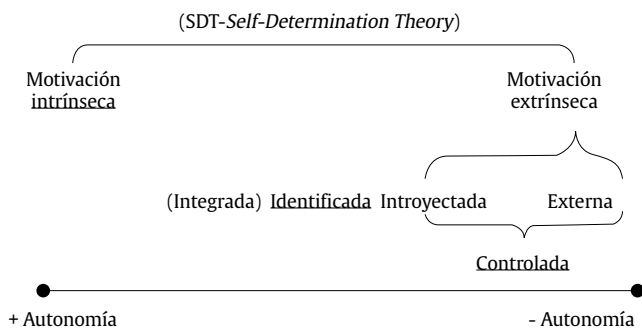 (SDT-Self-Determination Theory)
Motivación
intrínseca
Motivación
extrínseca
(Integrada) Identificada Introyectada Externa
Controlada
+ Autonomía
- Autonomía